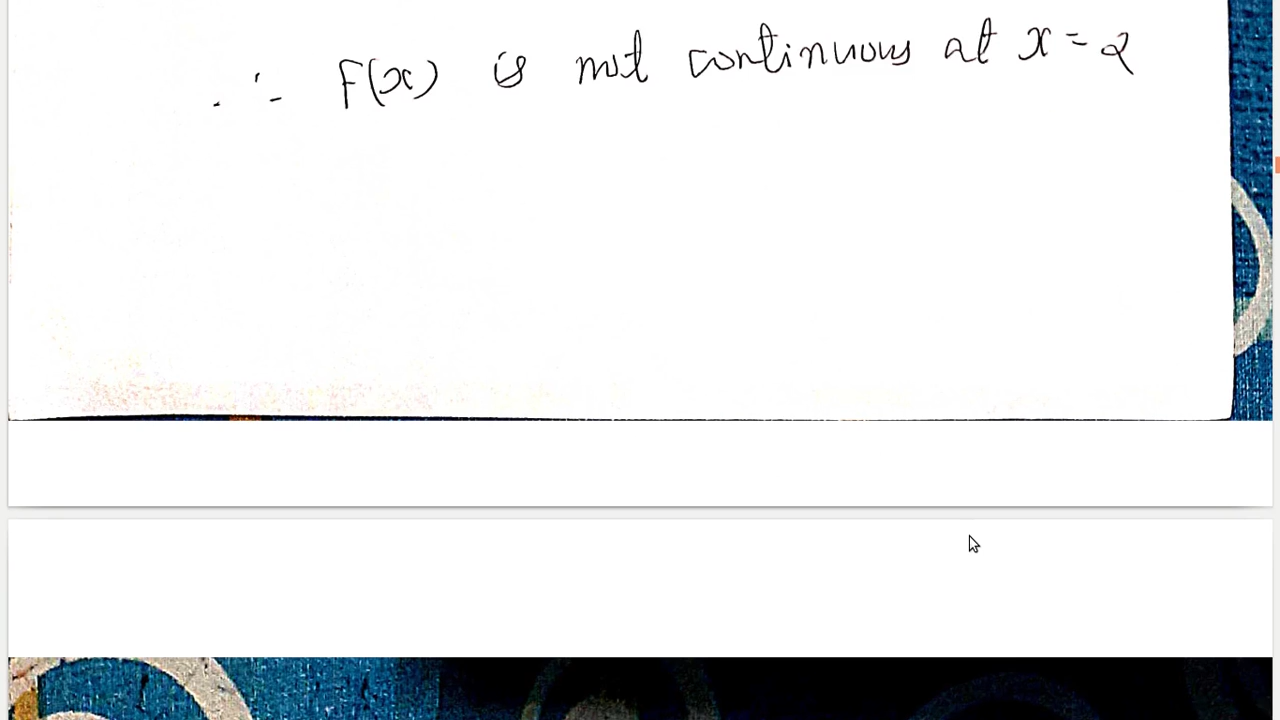 ∴ F(x) is not continuous at x = 2